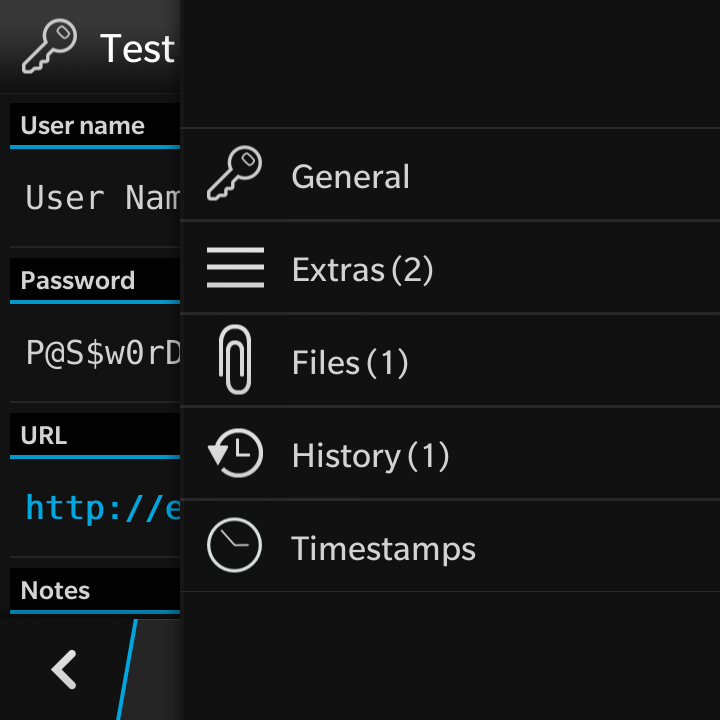 Test
User name
User Nam
Password
P@S$w0rD
URL
http://e
Notes
General
Extras (2)
Files (1)
History (1)
Timestamps